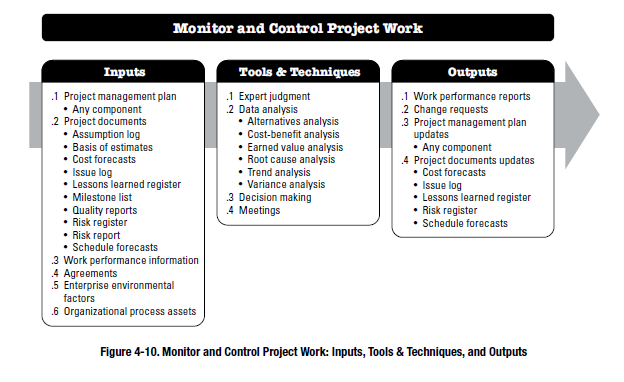 Monitor and Control Project Work
Inputs
.1 Project management plan
• Any component
.2 Project documents
• Assumption log
• Basis of estimates
• Cost forecasts
• Issue log
• Lessons learned register
• Milestone list
• Quality reports
• Risk register
• Risk report
• Schedule forecasts
.3 Work performance information
.4 Agreements
.5 Enterprise environmental
factors
.6 Organizational process assets
Tools & Techniques
.1 Expert judgment
.2 Data analysis
• Alternatives analysis
• Cost-benefit analysis
• Earned value analysis
• Root cause analysis
• Trend analysis
• Variance analysis
.3 Decision making
.4 Meetings
Outputs
.1 Work performance reports
.2 Change requests
.3 Project management plan
updates
• Any component
.4 Project documents updates
• Cost forecasts
• Issue log
• Lessons learned register
• Risk register
• Schedule forecasts
Figure 4-10. Monitor and Control Project Work: Inputs, Tools & Techniques, and Outputs